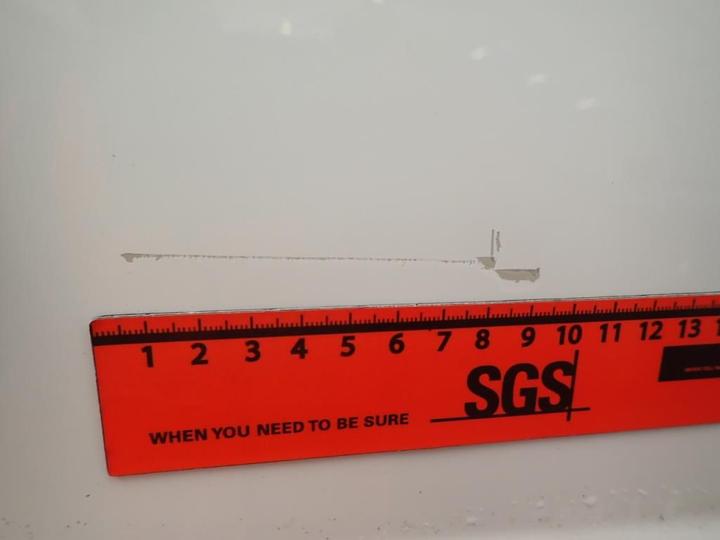 1 2 3 4 5 6 7 8 9 10 11 12 13
SGS
WHEN YOU NEED TO BE SURE